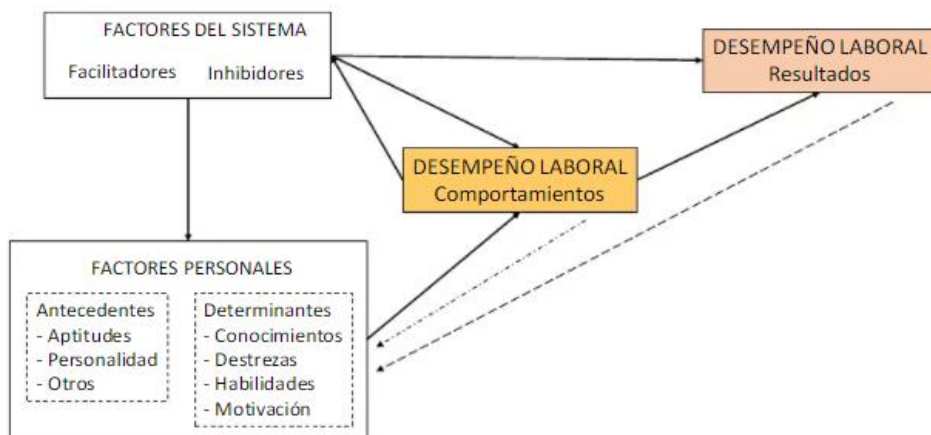 FACTORES DEL SISTEMA
Facilitadores Inhibidores
DESEMPEÑO LABORAL
Resultados
DESEMPEÑO LABORAL
Comportamientos
FACTORES PERSONALES
Antecedentes
- Aptitudes
- Personalidad
- Otros
Determinantes
- Conocimientos
- Destrezas
- Habilidades
- Motivación